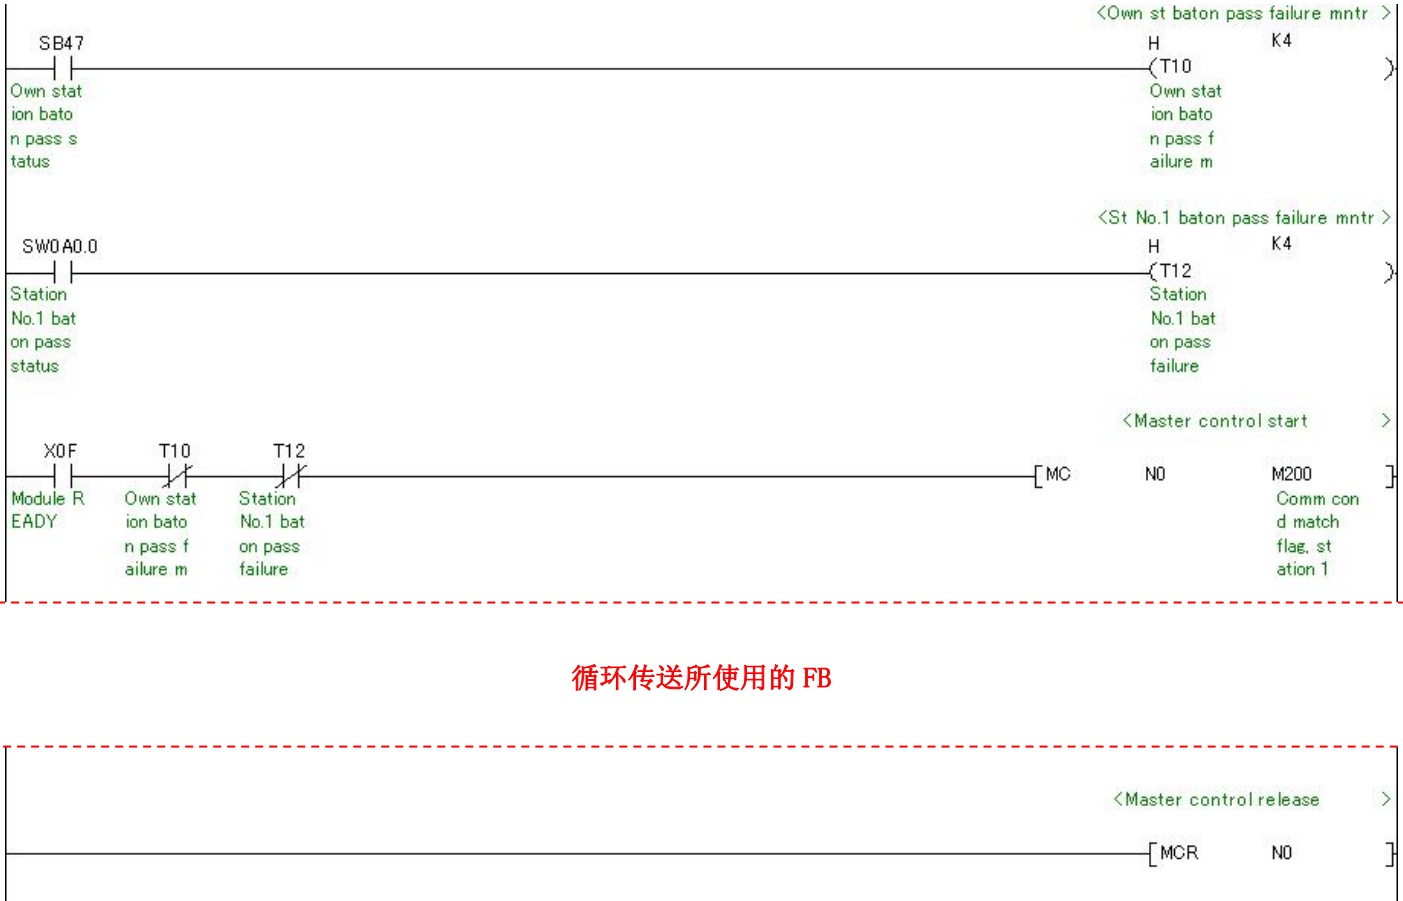 <Own st baton pass failure mntr >
SB47 H K4
(T10 )
Own stat Own stat
ion bato ion bato
n pass s n pass f
tatus ailure m
<St No.1 baton pass failure mntr >
SW0A0.0 H K4
(T12 )
Station Station
No.1 bat No.1 bat
on pass on pass
status failure
<Master control start >
X0F T10 T12
[MC N0 M200 ]
Module R Own stat Station Comm con
EADY ion bato No.1 bat d match
n pass f on pass flag, st
ailure m failure ation 1
循环传送所使用的 FB
<Master control release >
[MCR N0 ]